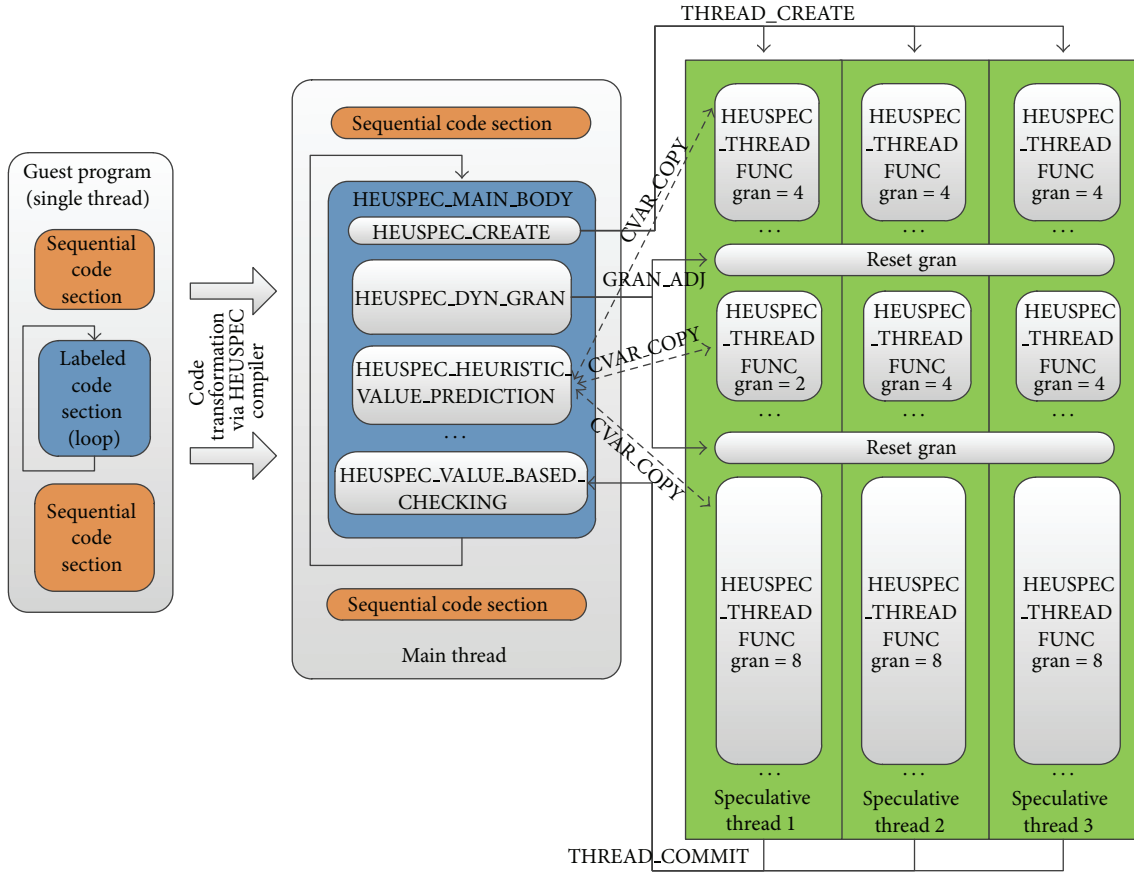 Guest program
(single thread)
Sequential
code
section
Labeled
code
section
(loop)
Sequential
code
section
Code
transformation
via HEUSPEC
compiler
Sequential code section
HEUSPEC_MAIN_BODY
HEUSPEC_CREATE
HEUSPEC_DYN_GRAN
HEUSPEC_HEURISTIC_
VALUE_PREDICTION
...
HEUSPEC_VALUE_BASED_
CHECKING
Sequential code section
Main thread
THREAD_CREATE
CVAR_COPY
GRAN_ADJ
CVAR_COPY
CVAR_COPY
THREAD_COMMIT
HEUSPEC
_THREAD
FUNC
gran = 4
...
HEUSPEC
_THREAD
FUNC
gran = 4
...
HEUSPEC
_THREAD
FUNC
gran = 4
...
Reset gran
HEUSPEC
_THREAD
FUNC
gran = 2
...
HEUSPEC
_THREAD
FUNC
gran = 4
...
HEUSPEC
_THREAD
FUNC
gran = 4
...
Reset gran
HEUSPEC
_THREAD
FUNC
gran = 8
...
HEUSPEC
_THREAD
FUNC
gran = 8
...
HEUSPEC
_THREAD
FUNC
gran = 8
...
Speculative
thread 1
Speculative
thread 2
Speculative
thread 3